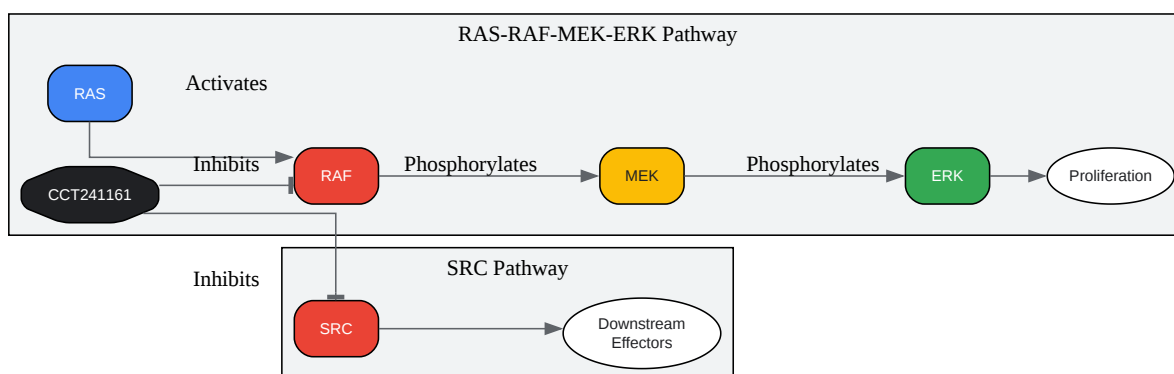 RAS-RAF-MEK-ERK Pathway
RAS
Activates
Inhibits
CCT241161
RAF
Phosphorylates
MEK
Phosphorylates
ERK
Proliferation
SRC Pathway
Inhibits
SRC
Downstream
Effectors